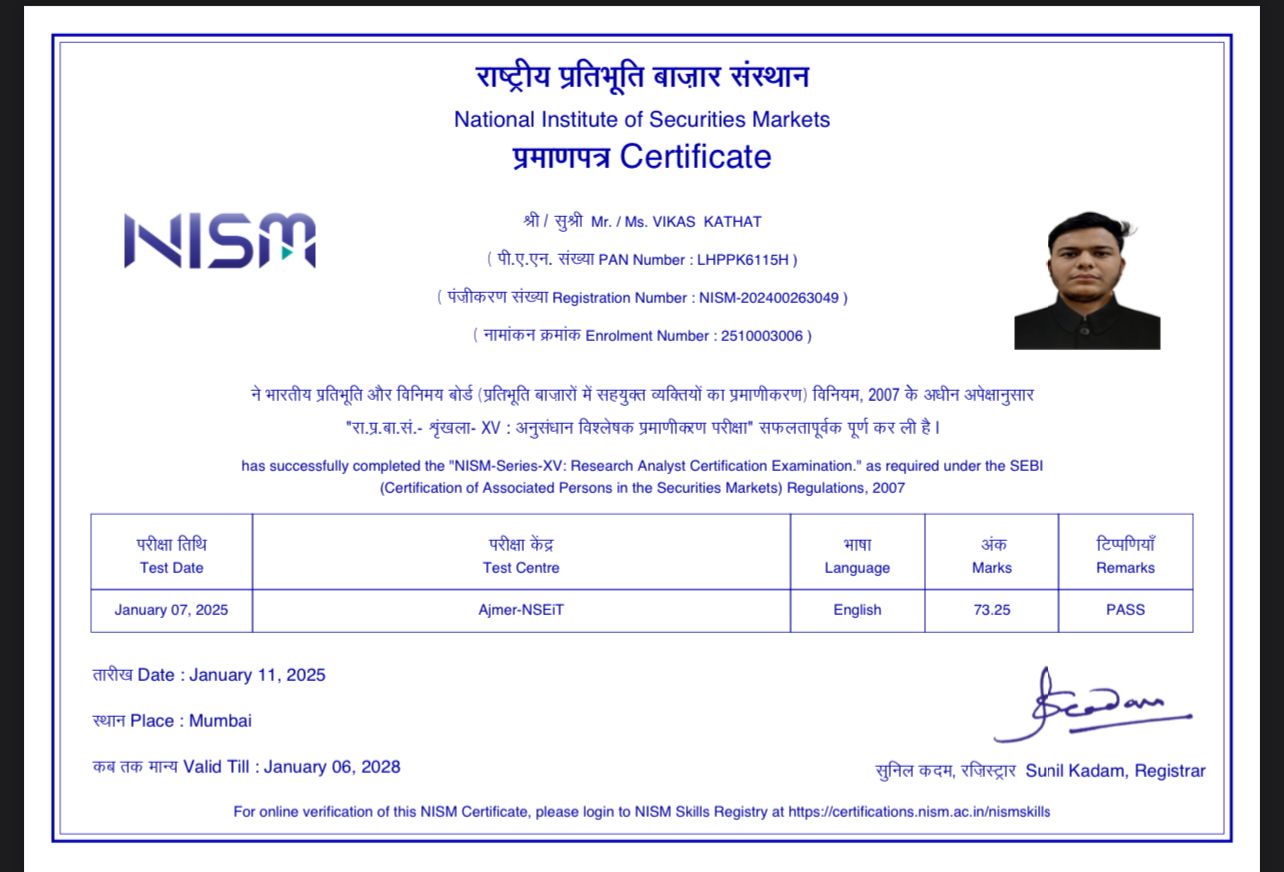 राष्ट्रीय प्रतिभूति बाज़ार संस्थान
National Institute of Securities Markets
प्रमाणपत्र Certificate
NISM
श्री / सुश्री Mr. / Ms. VIKAS KATHAT
( पी.ए.एन. संख्या PAN Number : LHPPK6115H )
( पंजीकरण संख्या Registration Number : NISM-202400263049 )
( नामांकन क्रमांक Enrolment Number : 2510003006 )
ने भारतीय प्रतिभूति और विनिमय बोर्ड (प्रतिभूति बाजारों में सहयुक्त व्यक्तियों का प्रमाणीकरण) विनियम, 2007 के अधीन अपेक्षानुसार
"रा.प्र.बा.सं.- शृंखला- XV : अनुसंधान विश्लेषक प्रमाणीकरण परीक्षा" सफलतापूर्वक पूर्ण कर ली है।
has successfully completed the "NISM-Series-XV: Research Analyst Certification Examination." as required under the SEBI
(Certification of Associated Persons in the Securities Markets) Regulations, 2007
परीक्षा तिथि परीक्षा केंद्र भाषा अंक टिप्पणियाँ
Test Date Test Centre Language Marks Remarks
January 07, 2025 Ajmer-NSEiT English 73.25 PASS
तारीख Date : January 11, 2025
स्थान Place : Mumbai
कब तक मान्य Valid Till : January 06, 2028
सुनिल कदम, रजिस्ट्रार Sunil Kadam, Registrar
For online verification of this NISM Certificate, please login to NISM Skills Registry at https://certifications.nism.ac.in/nismskills